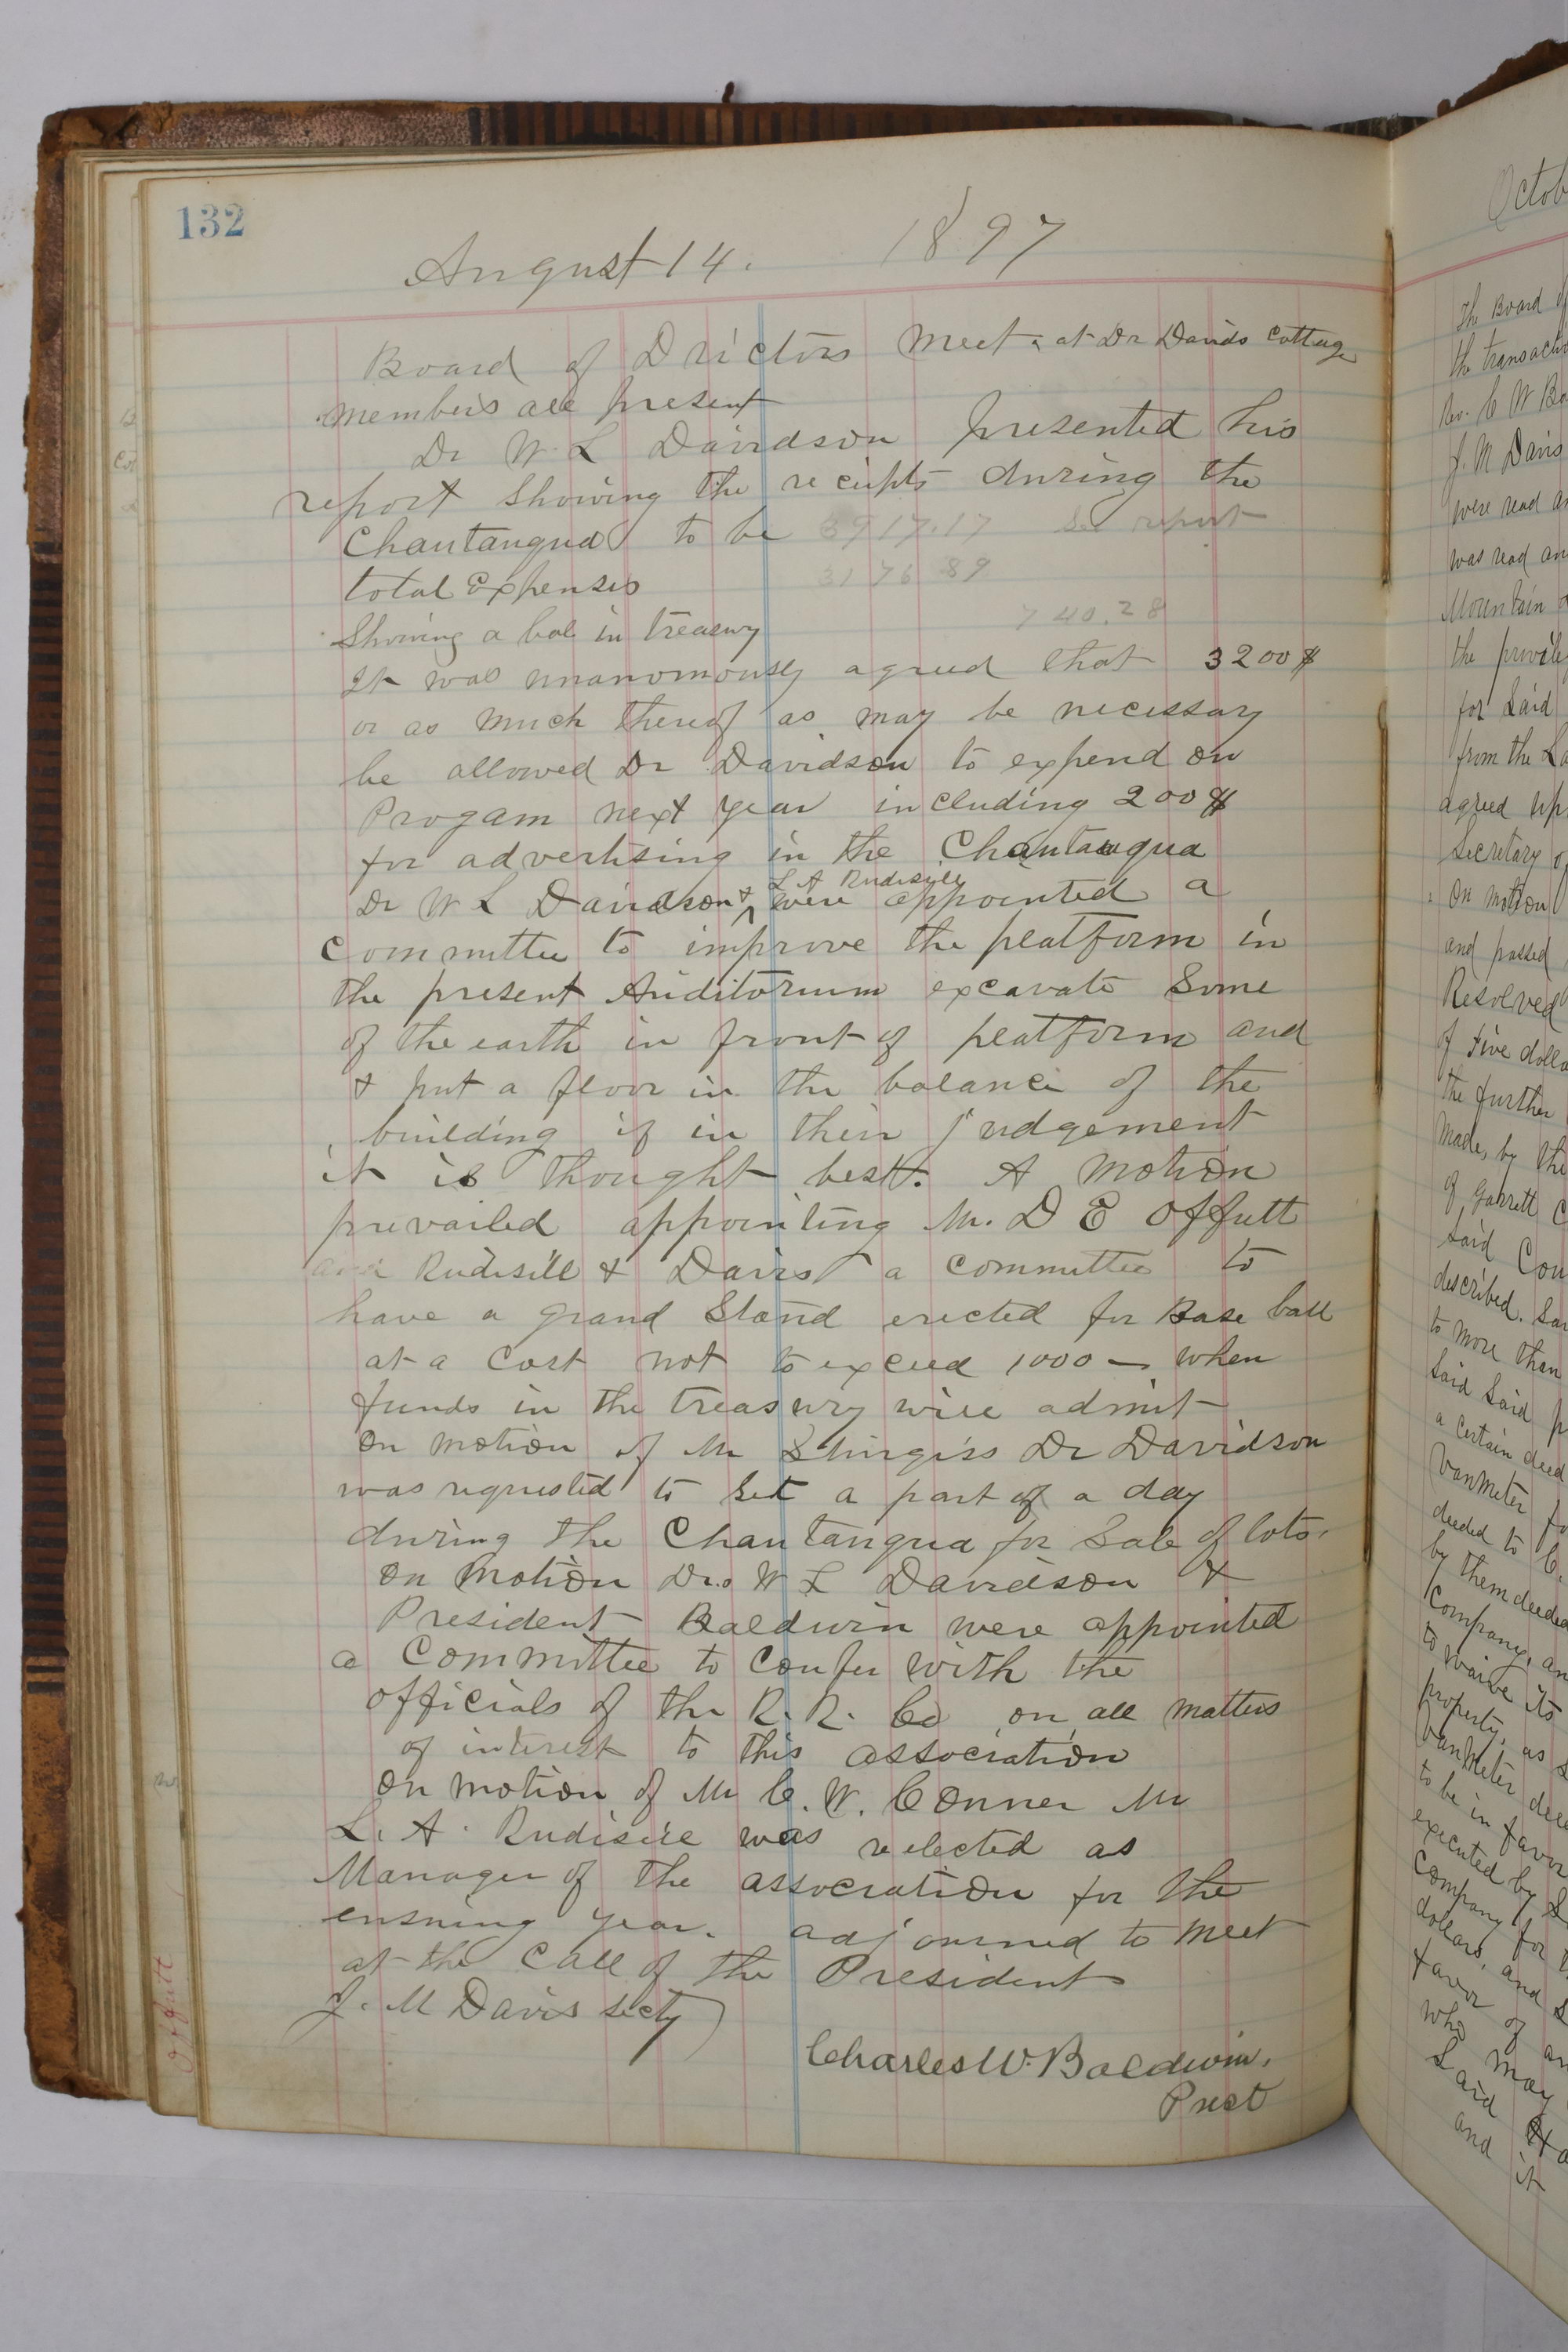 132
August 14. 1897
Board of Drictors meet at Dr Davids Cottage
members all present
Dr W. L Davidson presented his
report showing the reciepts during the
Chautauqua to be 3917.17 See report
total Expenses 3176 89
Showing a bal in treasury 740.28
It was unanomously agreed that 3200$
or as much thereof as may be necessary
be allowed Dr Davidson to expend on
Progam next year including 200$
for advertising in the Chautauqua
L A Rudisill
Dr W L Davidson & were appointed a
committee to improve the platform in
the present Auditorium excavate Some
of the earth in front of platform and
& put a floor in the balance of the
building if in their judgement
it is thought best. A motion
prevailed appointing M. D E Offutt
and Rudisill & Davis a committee to
have a grand Stand erected for Base ball
at a Cost not to exceed 1000 — when
funds in the treasury will admit
On motion of Mr Sturgiss Dr Davidson
was requested to Set a part of a day
during the Chautauqua for Sale of lots.
On Motion Dr. W L Davidson &
President Baldwin were appointed
a Committee to Confer with the
officials of the R. R. Co on all matters
of interest to this association
On motion of Mr C. W. Conner Mr
L. A. Rudisill was relected as
Manager of the association for the
ensuing year. adjourned to meet
at the Call of the President
J. M Davis secty
Charles W. Baldwin,
Prest
Offutt
Octob
The Board of
the transactio
Rev. C W Ba
J. M Davis
were read an
was read an
Mountain
the privile
for Said
from the La
agreed up
Secretary of
On motion
and passed
Resolved
of Five dolla
the further
made, by the
of Garrett C
Said Com
described. Sa
to more than
Said Said p
a certain deed
VanMeter fo
deeded to C.
by them deeded
Company, an
to waive its
property, as s
VanMeter dee
to be in favor
executed by S
Company for
dollars, and s
favor of an
who may
Said
and it